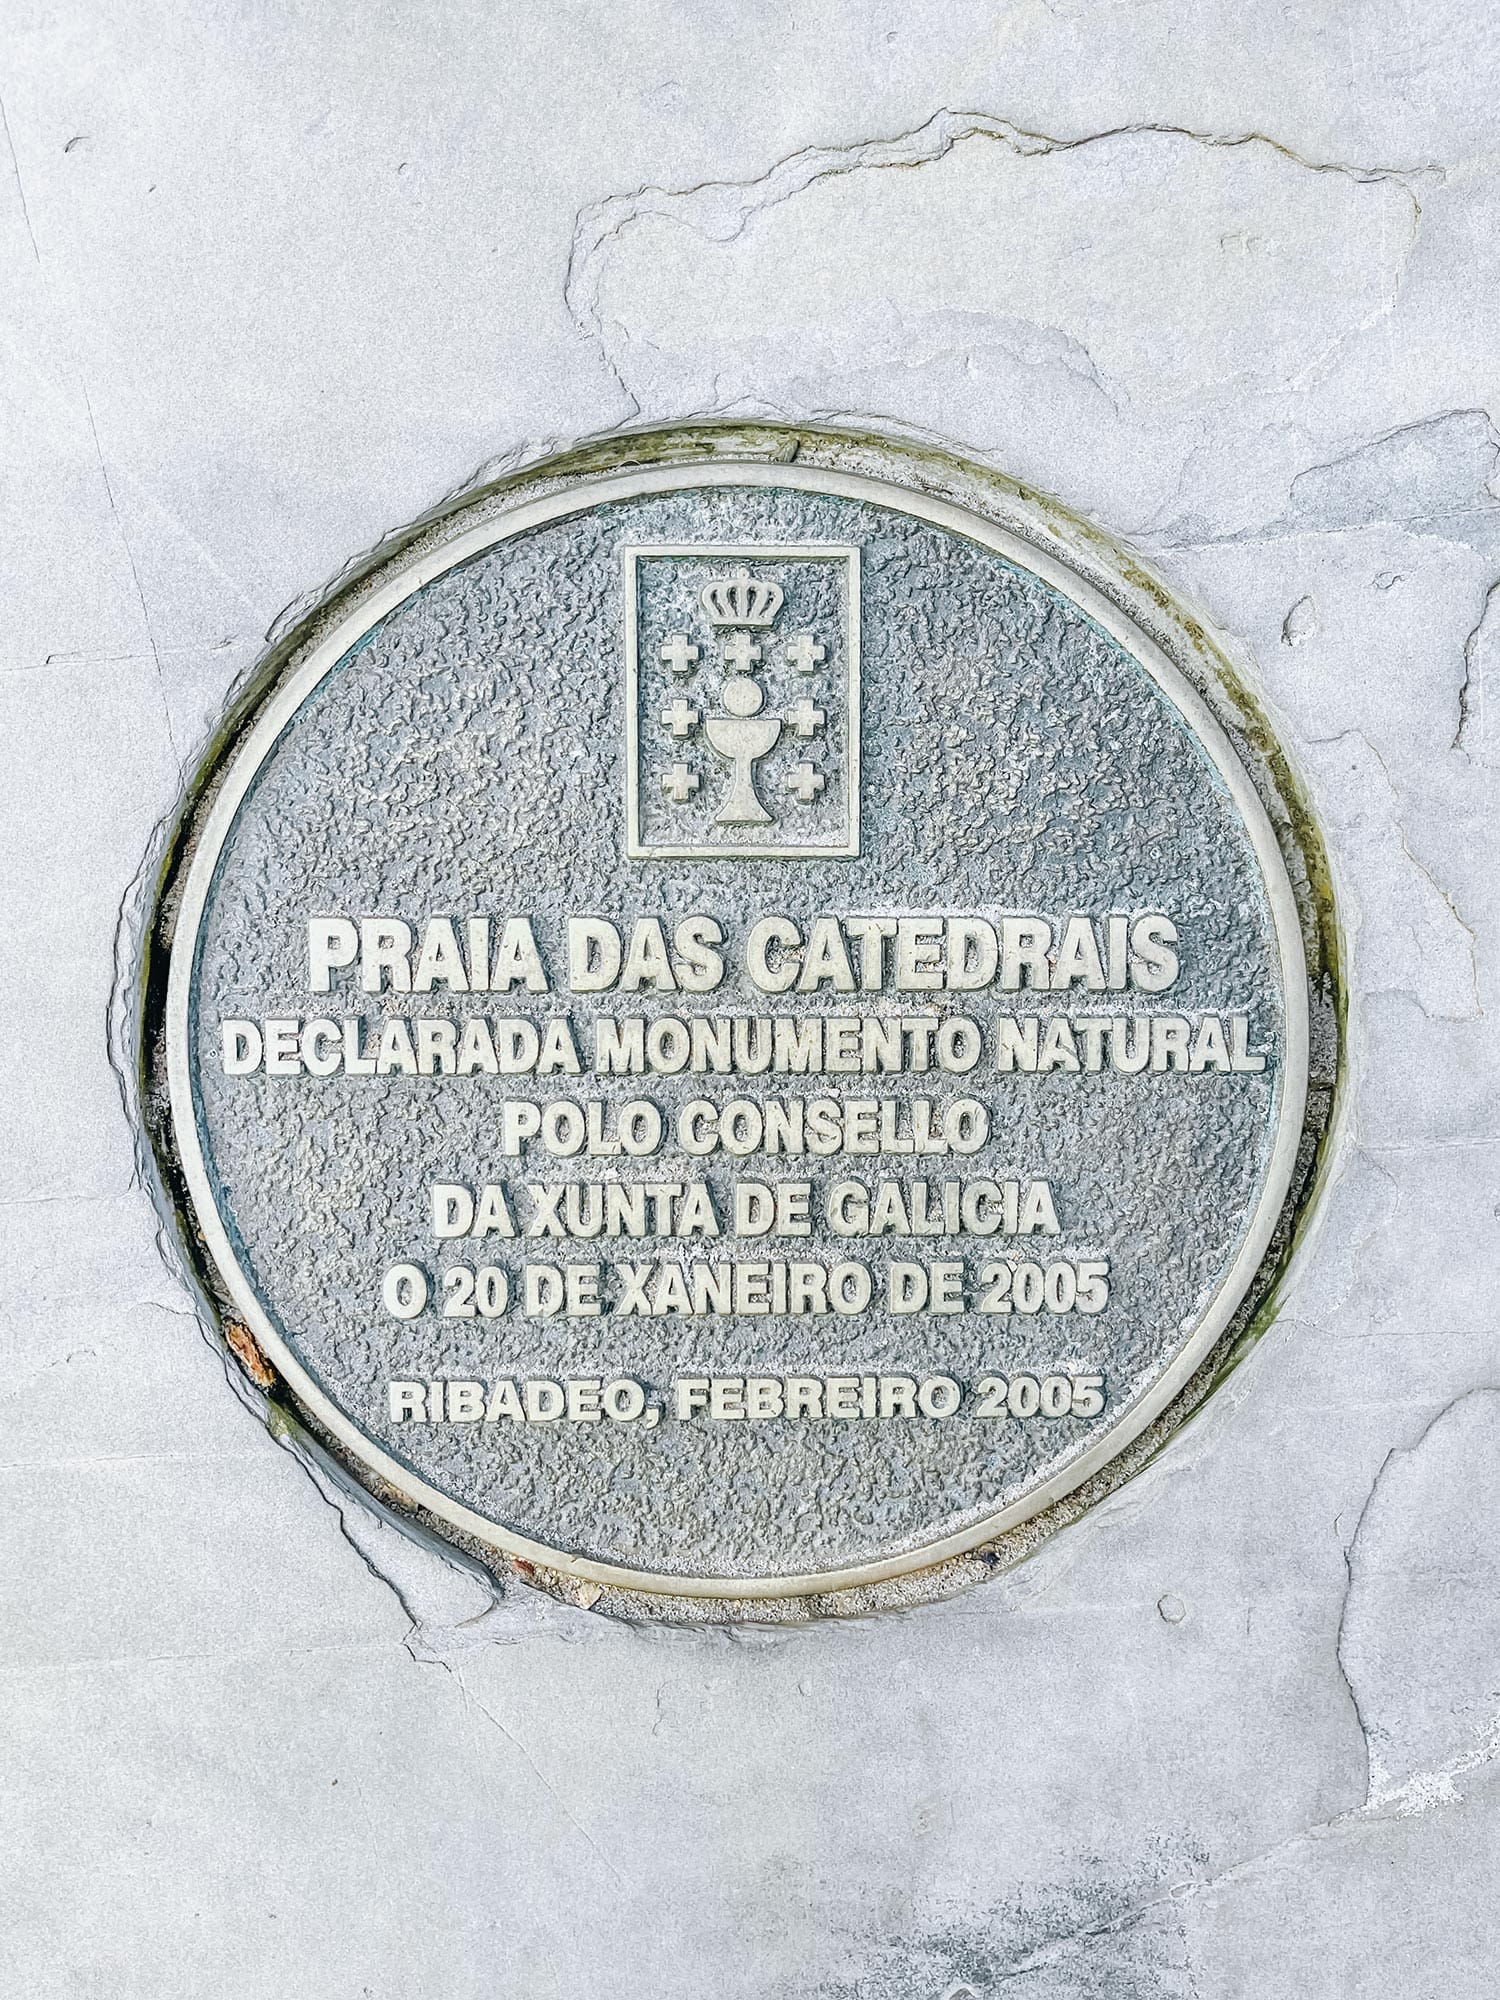 PRAIA DAS CATEDRAIS
DECLARADA MONUMENTO NATURAL
POLO CONSELLO
DA XUNTA DE GALICIA
O 20 DE XANEIRO DE 2005
RIBADEO, FEBREIRO 2005